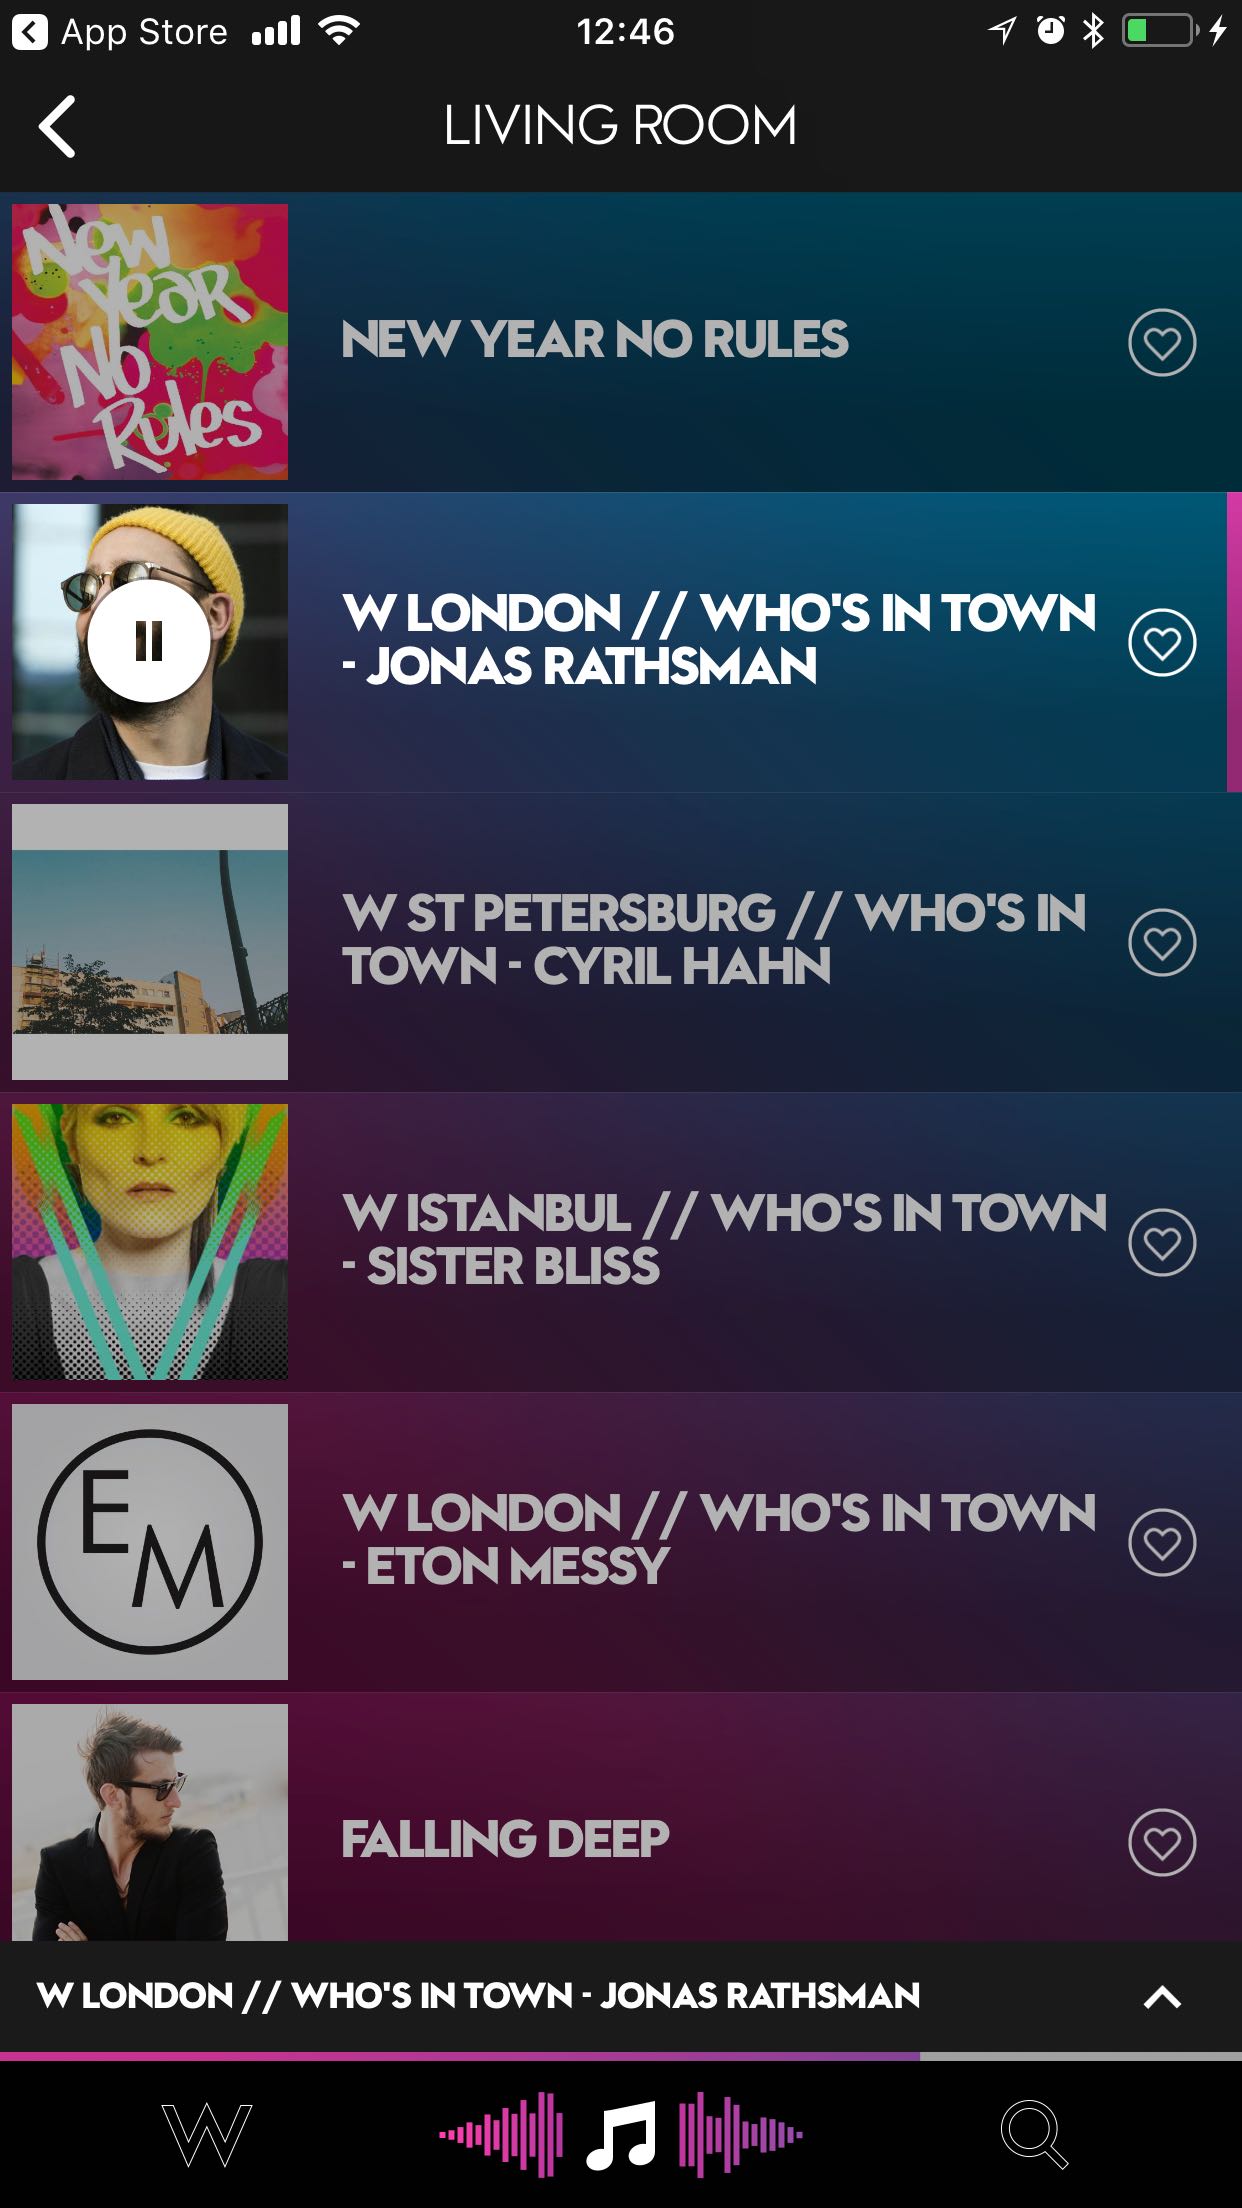 App Store
12:46
LIVING ROOM
New
Year
No
Rules
NEW YEAR NO RULES
W LONDON // WHO'S IN TOWN
- JONAS RATHSMAN
W ST PETERSBURG // WHO'S IN
TOWN - CYRIL HAHN
W ISTANBUL // WHO'S IN TOWN
- SISTER BLISS
E
M
W LONDON // WHO'S IN TOWN
- ETON MESSY
FALLING DEEP
W LONDON // WHO'S IN TOWN - JONAS RATHSMAN
W